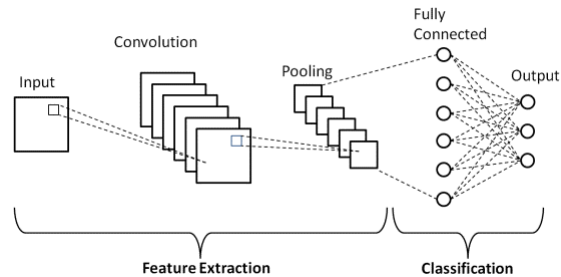 Fully
Connected
Convolution
Pooling
Output
Input
Feature Extraction
Classification